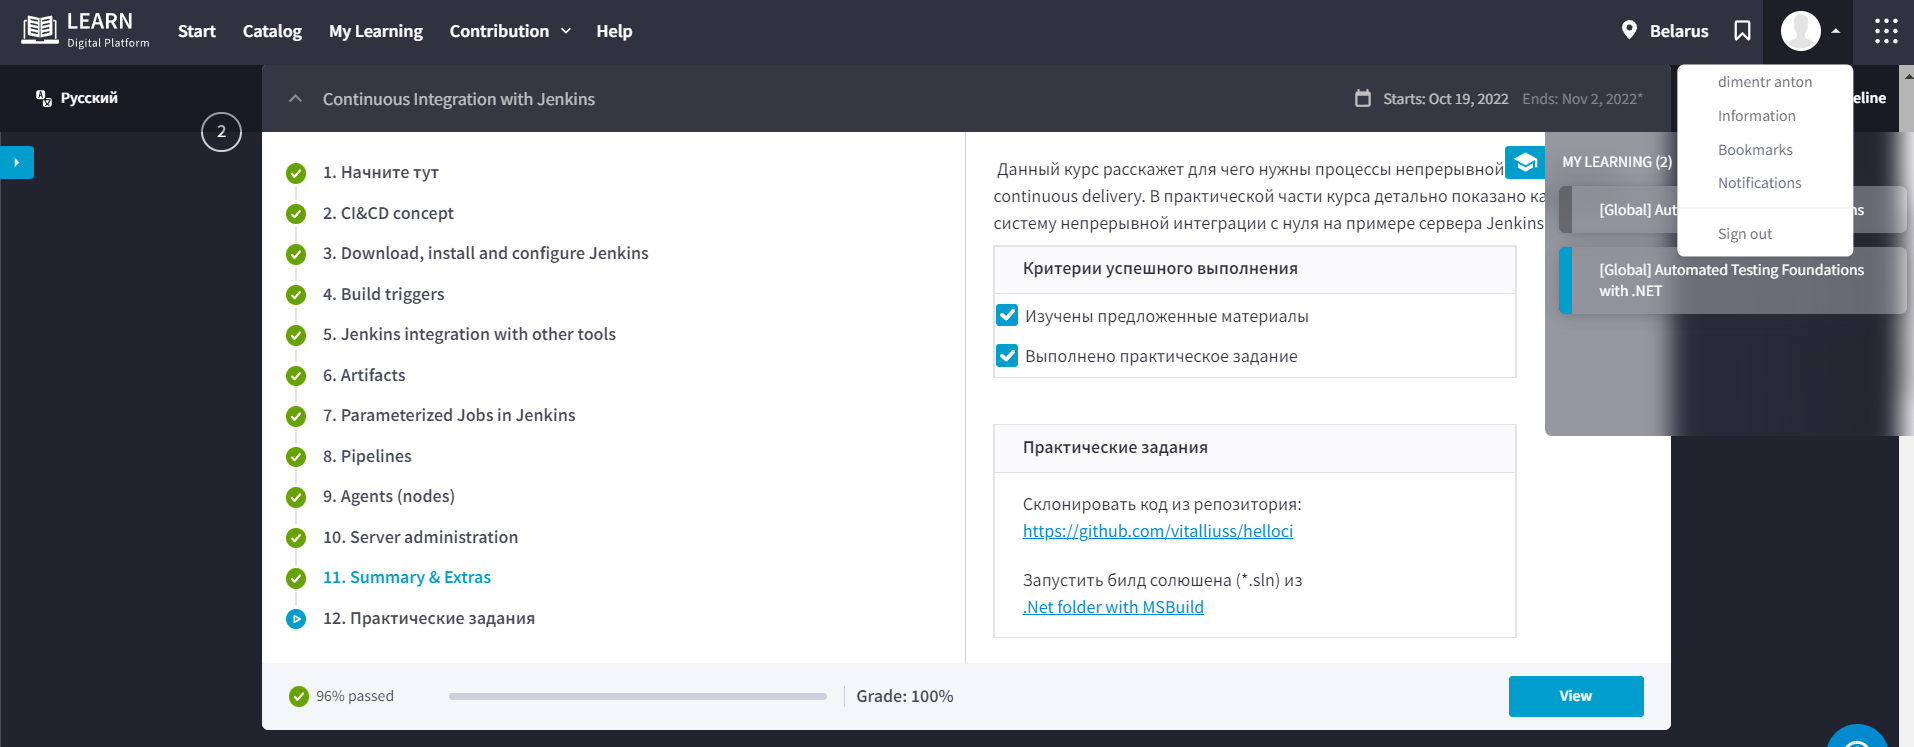 LEARN
Digital Platform
Start
Catalog
My Learning
Contribution
Help
Belarus
Русский
2
Continuous Integration with Jenkins
Starts: Oct 19, 2022
Ends: Nov 2, 2022*
eline
dimentr anton
Information
Bookmarks
Notifications
Sign out
1. Начните тут
2. CI&CD concept
3. Download, install and configure Jenkins
4. Build triggers
5. Jenkins integration with other tools
6. Artifacts
7. Parameterized Jobs in Jenkins
8. Pipelines
9. Agents (nodes)
10. Server administration
11. Summary & Extras
12. Практические задания
Данный курс расскажет для чего нужны процессы непрерывной
continuous delivery. В практической части курса детально показано ка
систему непрерывной интеграции с нуля на примере сервера Jenkins
Критерии успешного выполнения
Изучены предложенные материалы
Выполнено практическое задание
Практические задания
Склонировать код из репозитория:
https://github.com/vitalliuss/helloci
Запустить билд солюшена (*.sln) из
.Net folder with MSBuild
MY LEARNING (2)
[Global] Aut
ns
[Global] Automated Testing Foundations
with .NET
96% passed
Grade: 100%
View